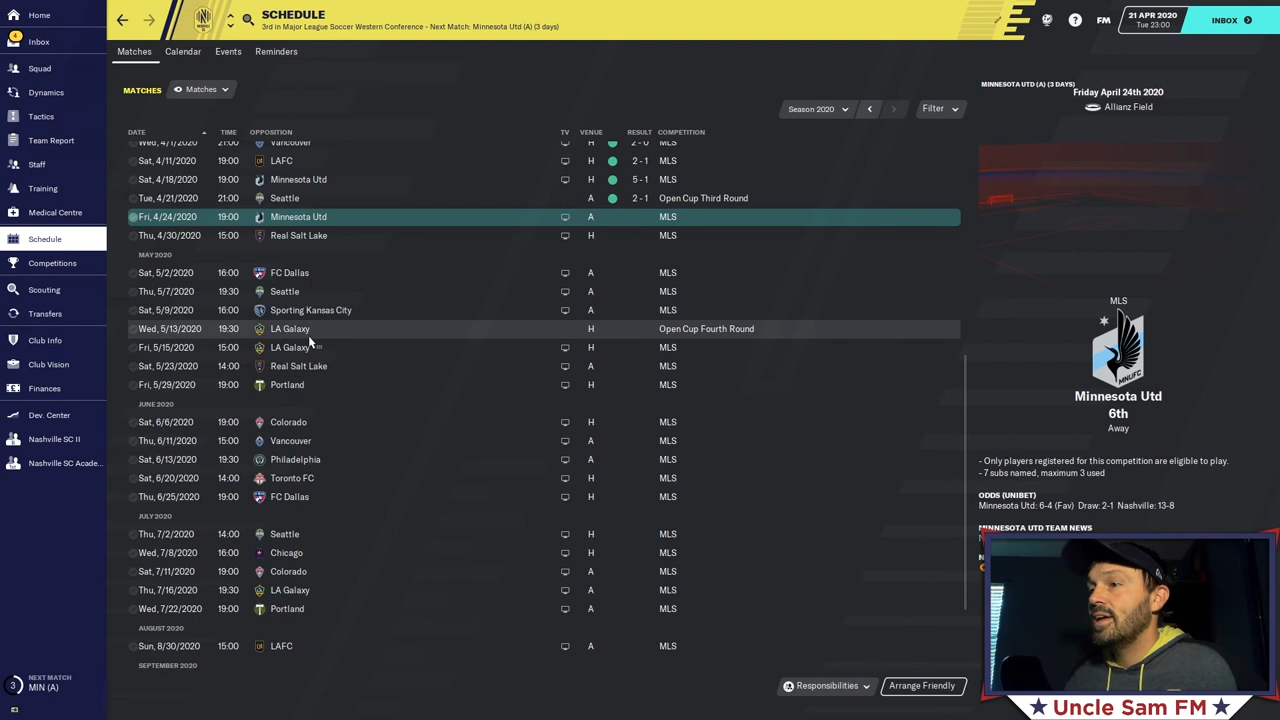 SCHEDULE
3rd in Major League Soccer Western Conference - Next Match: Minnesota Utd (A) (3 days)
FM
21 APR 2020
Tue 23:00
INBOX
4
Inbox
Home
Squad
Dynamics
Tactics
Team Report
Staff
Training
Medical Centre
Schedule
Competitions
Scouting
Transfers
Club Info
Club Vision
Finances
Dev. Center
Nashville SC II
Nashville SC Acade...
3
NEXT MATCH
MIN (A)
Matches Calendar Events Reminders
MATCHES Matches
Season 2020 Filter
DATE TIME OPPOSITION TV VENUE RESULT COMPETITION
Wed, 4/1/2020 21:00 Vancouver H 2 - 0 MLS
Sat, 4/11/2020 19:00 LAFC H 2 - 1 MLS
Sat, 4/18/2020 19:00 Minnesota Utd H 5 - 1 MLS
Tue, 4/21/2020 21:00 Seattle A 2 - 1 Open Cup Third Round
Fri, 4/24/2020 19:00 Minnesota Utd A MLS
Thu, 4/30/2020 15:00 Real Salt Lake H MLS
MAY 2020
Sat, 5/2/2020 16:00 FC Dallas A MLS
Thu, 5/7/2020 19:30 Seattle A MLS
Sat, 5/9/2020 16:00 Sporting Kansas City A MLS
Wed, 5/13/2020 19:30 LA Galaxy H Open Cup Fourth Round
Fri, 5/15/2020 15:00 LA Galaxy H MLS
Sat, 5/23/2020 14:00 Real Salt Lake A MLS
Fri, 5/29/2020 19:00 Portland H MLS
JUNE 2020
Sat, 6/6/2020 19:00 Colorado H MLS
Thu, 6/11/2020 15:00 Vancouver A MLS
Sat, 6/13/2020 19:30 Philadelphia A MLS
Sat, 6/20/2020 14:00 Toronto FC H MLS
Thu, 6/25/2020 19:00 FC Dallas H MLS
JULY 2020
Thu, 7/2/2020 14:00 Seattle H MLS
Wed, 7/8/2020 16:00 Chicago H MLS
Sat, 7/11/2020 19:00 Colorado A MLS
Thu, 7/16/2020 19:30 LA Galaxy A MLS
Wed, 7/22/2020 19:00 Portland A MLS
AUGUST 2020
Sun, 8/30/2020 15:00 LAFC A MLS
SEPTEMBER 2020
Responsibilities Arrange Friendly
MINNESOTA UTD (A) (3 DAYS)
Friday April 24th 2020
Allianz Field
MLS
MNUFC
Minnesota Utd
6th
Away
- Only players registered for this competition are eligible to play.
- 7 subs named, maximum 3 used
ODDS (UNIBET)
Minnesota Utd: 6-4 (Fav) Draw: 2-1 Nashville: 13-8
MINNESOTA UTD TEAM NEWS
Uncle Sam FM